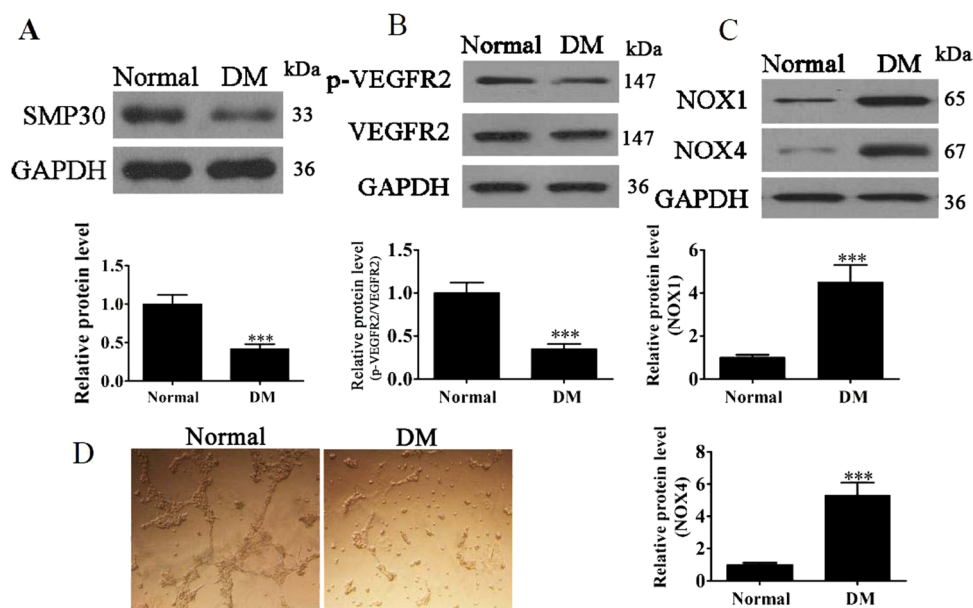 A
Normal DM kDa
SMP30 33
GAPDH 36
Relative protein level
1.5
1.0
0.5
0.0
***
Normal DM
B
Normal DM kDa
p-VEGFR2 147
VEGFR2 147
GAPDH 36
Relative protein level
(p-VEGFR2/VEGFR2)
1.5
1.0
0.5
0.0
***
Normal DM
C
Normal DM kDa
NOX1 65
NOX4 67
GAPDH 36
Relative protein level
(NOX1)
6
4
2
0
***
Normal DM
D
Normal DM
Relative protein level
(NOX4)
8
6
4
2
0
***
Normal DM